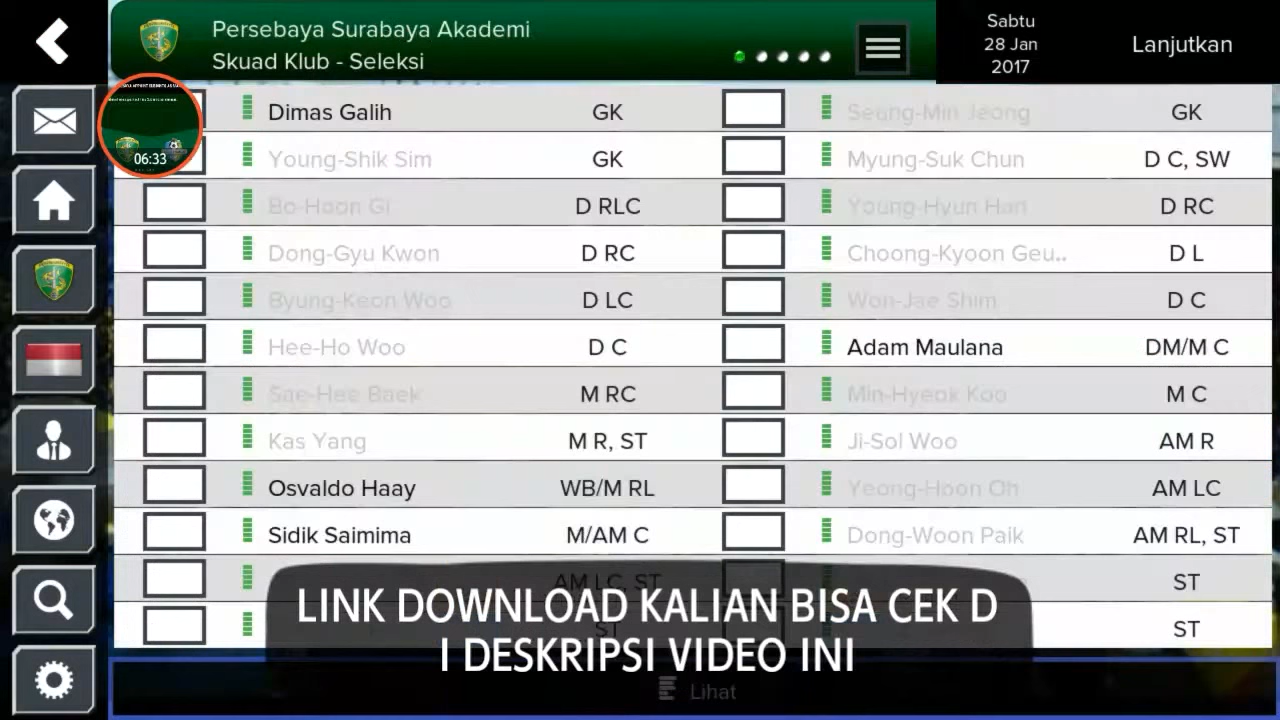 Persebaya Surabaya Akademi
Skuad Klub - Seleksi
Sabtu
28 Jan
2017
Lanjutkan
06:33
Dimas Galih GK
Seung-Min Jeong GK
Young-Shik Sim GK
Myung-Suk Chun D C, SW
Bo-Hoon Gi D RLC
Young-Hyun Han D RC
Dong-Gyu Kwon D RC
Choong-Kyoon Geu.. D L
Byung-Keon Woo D LC
Won-Jae Shim D C
Hee-Ho Woo D C
Adam Maulana DM/M C
Sae-Hee Baek M RC
Min-Hyeok Koo M C
Kas Yang M R, ST
Ji-Sol Woo AM R
Osvaldo Haay WB/M RL
Yeong-Hoon Oh AM LC
Sidik Saimima M/AM C
Dong-Woon Paik AM RL, ST
AM LC, ST
ST
ST
ST
LINK DOWNLOAD KALIAN BISA CEK D
I DESKRIPSI VIDEO INI
Lihat